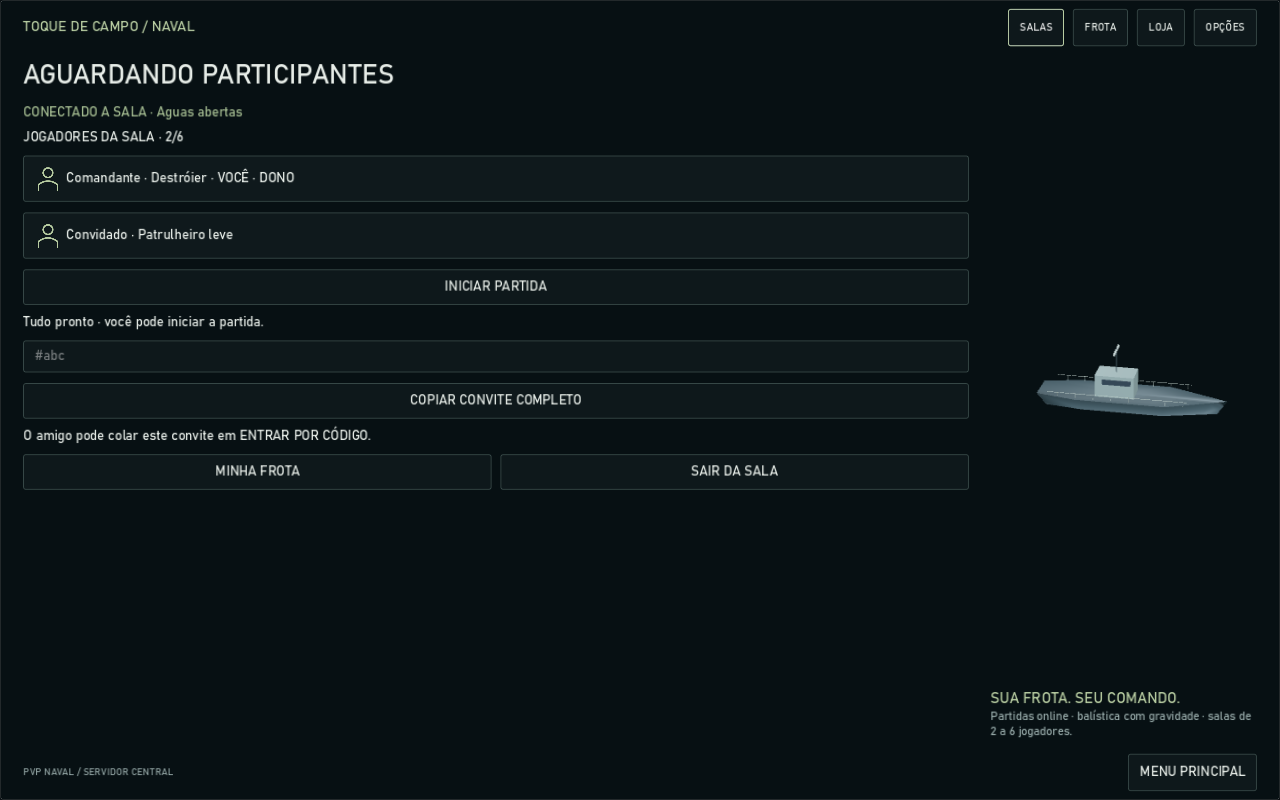 TOQUE DE CAMPO / NAVAL
SALAS
FROTA
LOJA
OPÇÕES
AGUARDANDO PARTICIPANTES
CONECTADO A SALA · Aguas abertas
JOGADORES DA SALA · 2/6
Comandante · Destróier · VOCÊ · DONO
Convidado · Patrulheiro leve
INICIAR PARTIDA
Tudo pronto · você pode iniciar a partida.
#abc
COPIAR CONVITE COMPLETO
O amigo pode colar este convite em ENTRAR POR CÓDIGO.
MINHA FROTA
SAIR DA SALA
SUA FROTA. SEU COMANDO.
Partidas online · balística com gravidade · salas de
2 a 6 jogadores.
PVP NAVAL / SERVIDOR CENTRAL
MENU PRINCIPAL